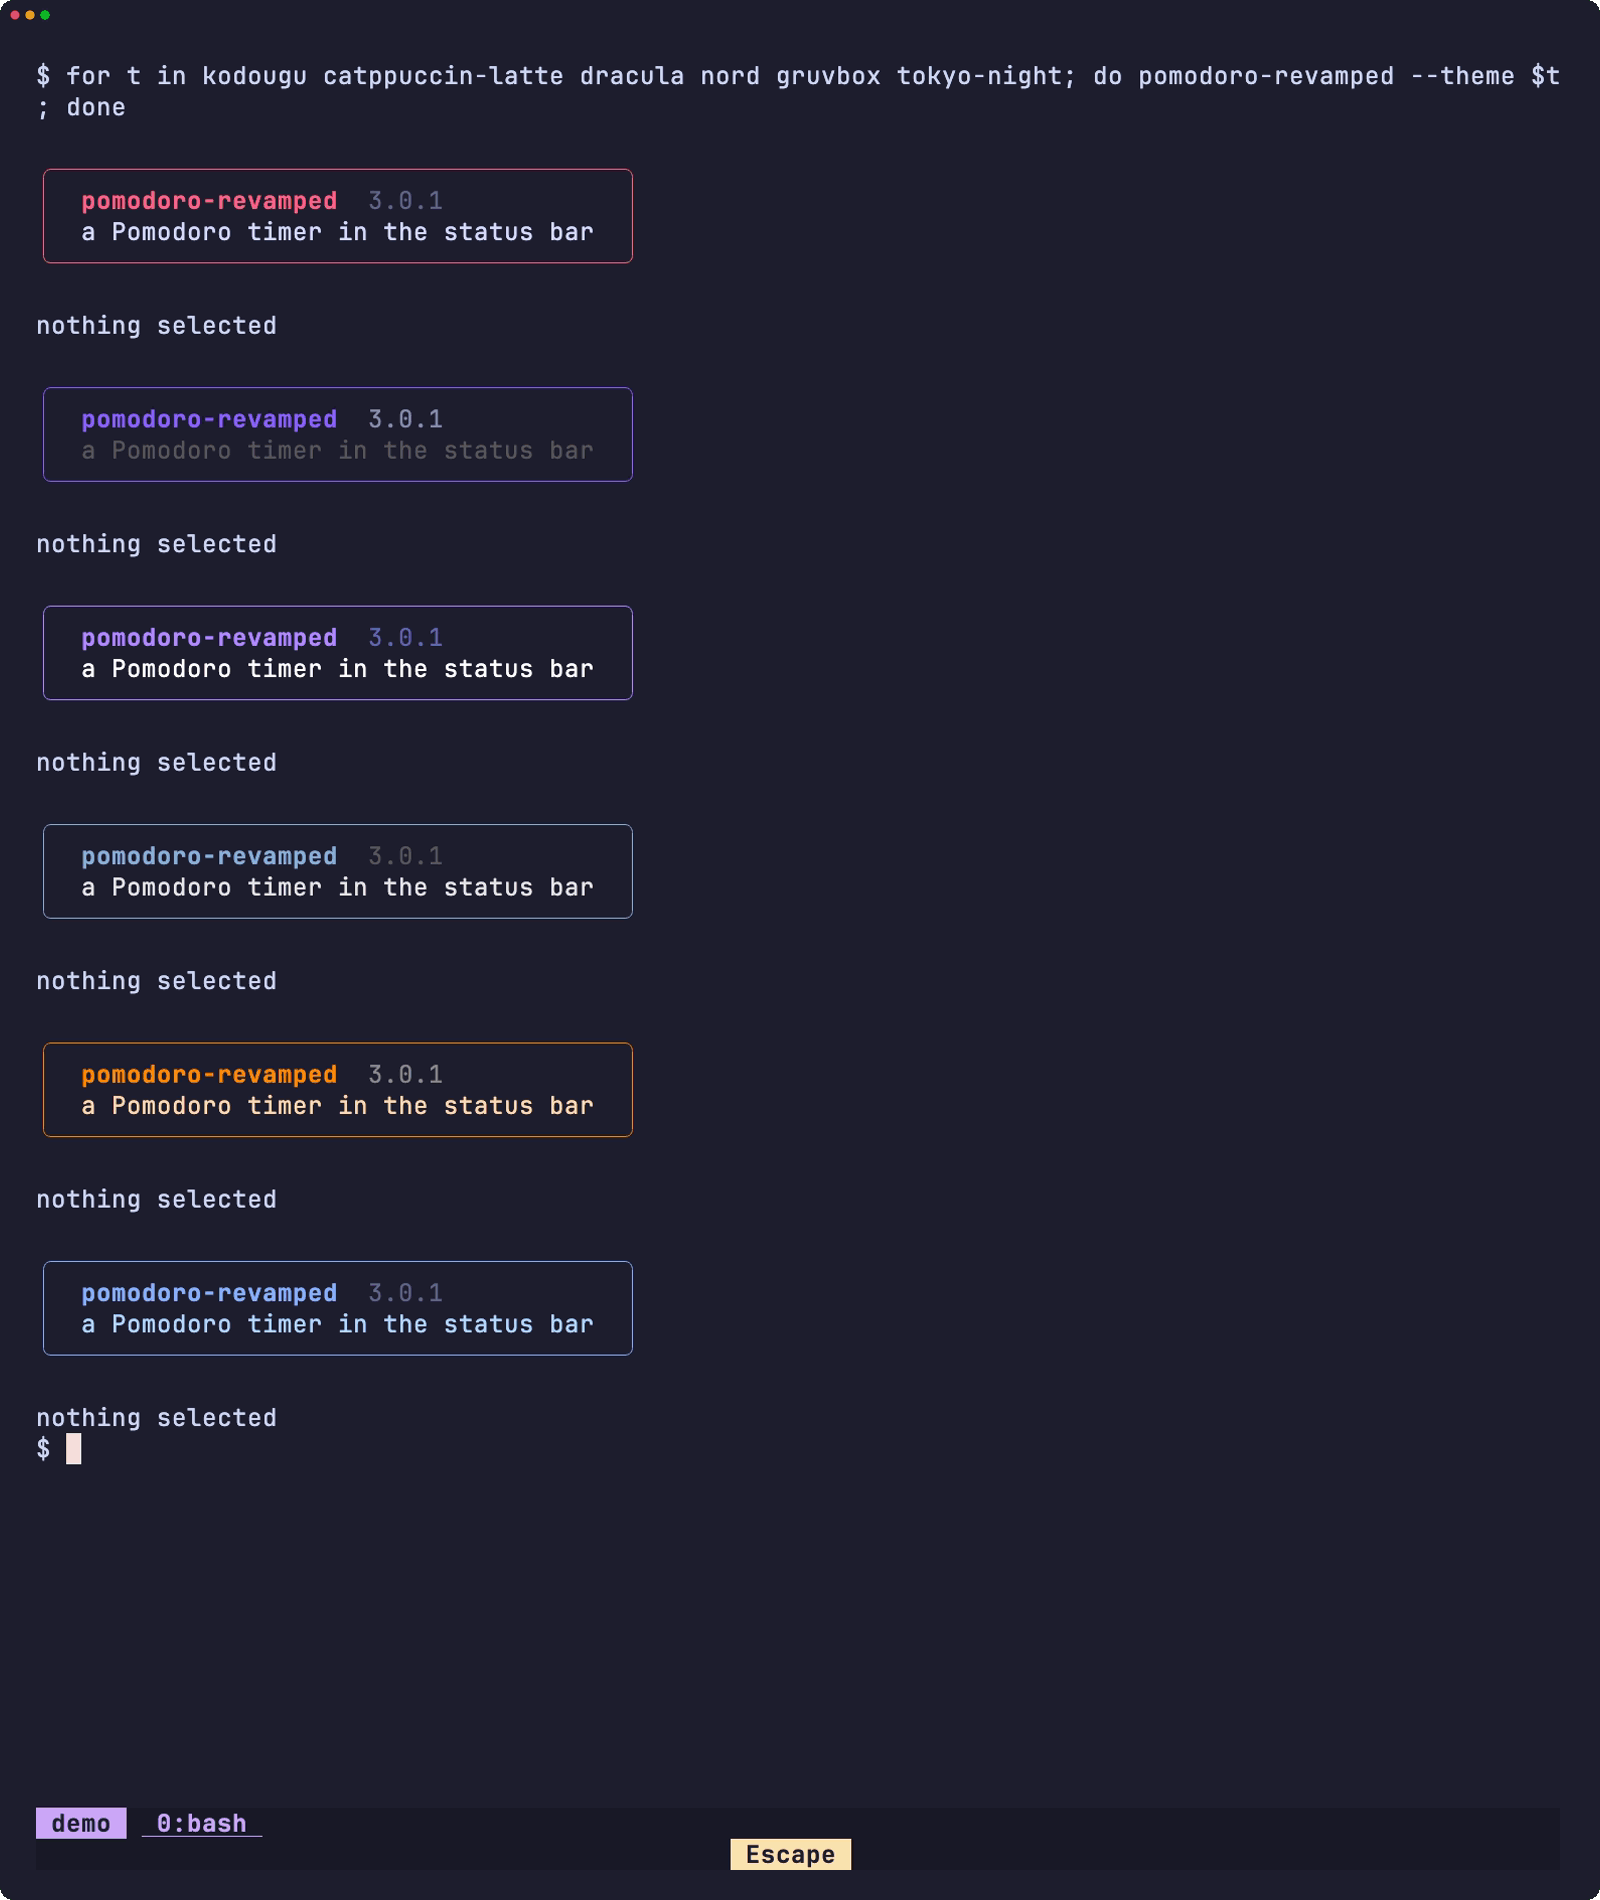 $ for t in kodougu catppuccin-latte dracula nord gruvbox tokyo-night; do pomodoro-revamped --theme $t
; done
pomodoro-revamped  3.0.1
a Pomodoro timer in the status bar
nothing selected
pomodoro-revamped  3.0.1
a Pomodoro timer in the status bar
nothing selected
pomodoro-revamped  3.0.1
a Pomodoro timer in the status bar
nothing selected
pomodoro-revamped  3.0.1
a Pomodoro timer in the status bar
nothing selected
pomodoro-revamped  3.0.1
a Pomodoro timer in the status bar
nothing selected
pomodoro-revamped  3.0.1
a Pomodoro timer in the status bar
nothing selected
$
demo 0:bash
Escape